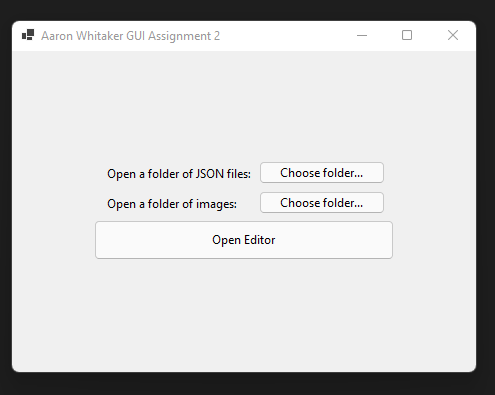 Aaron Whitaker GUI Assignment 2
Open a folder of JSON files: Choose folder...
Open a folder of images: Choose folder...
Open Editor